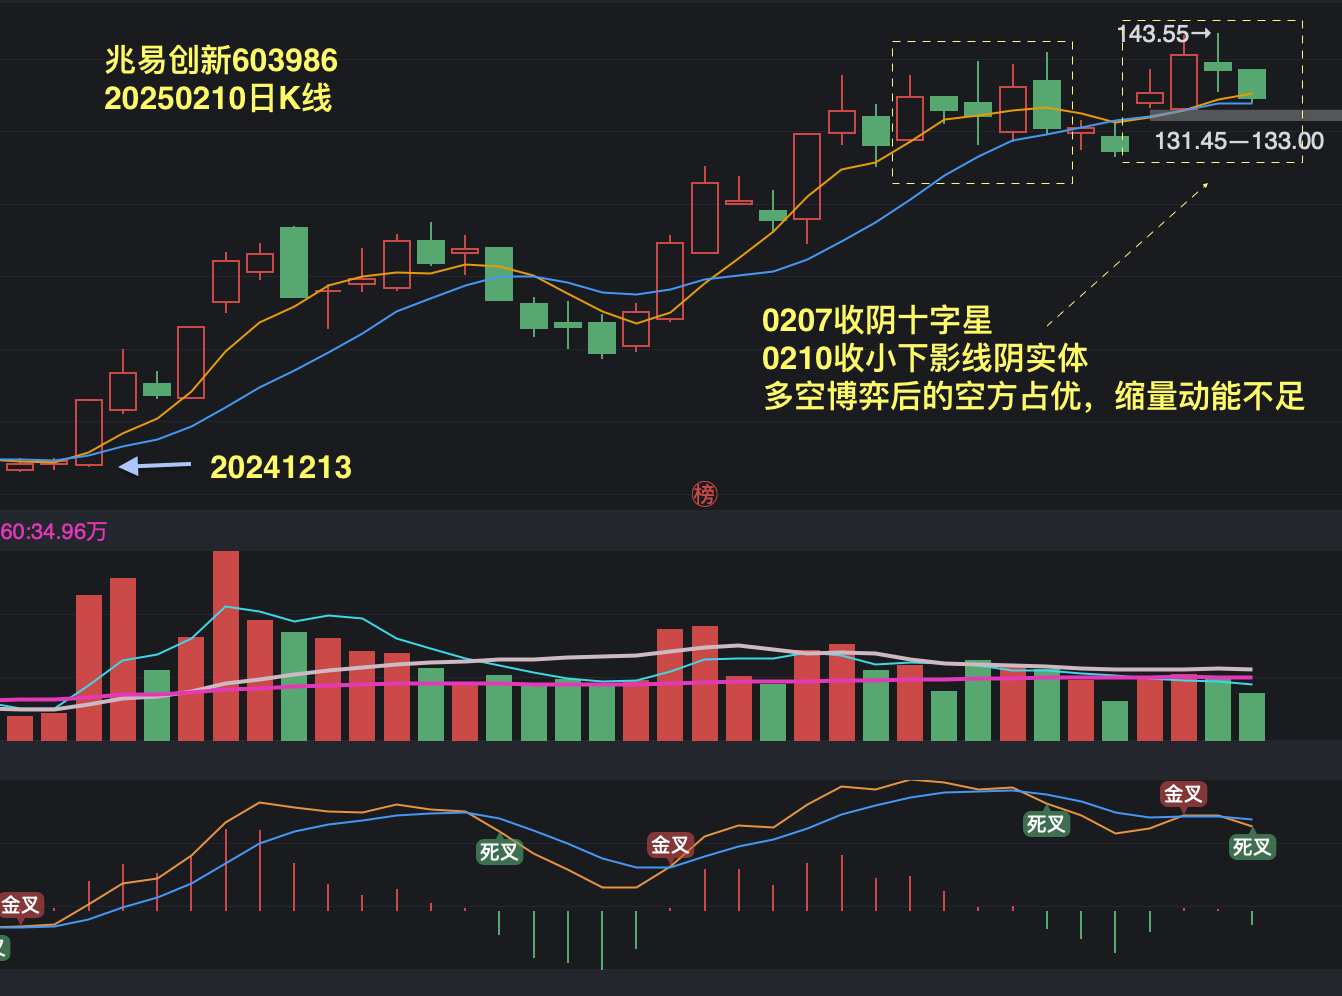 兆易创新603986
20250210日K线
143.55→
131.45—133.00
0207收阴十字星
0210收小下影线阴实体
多空博弈后的空方占优，缩量动能不足
20241213
榜
60:34.96万
金叉
死叉
金叉
死叉
金叉
死叉
叉